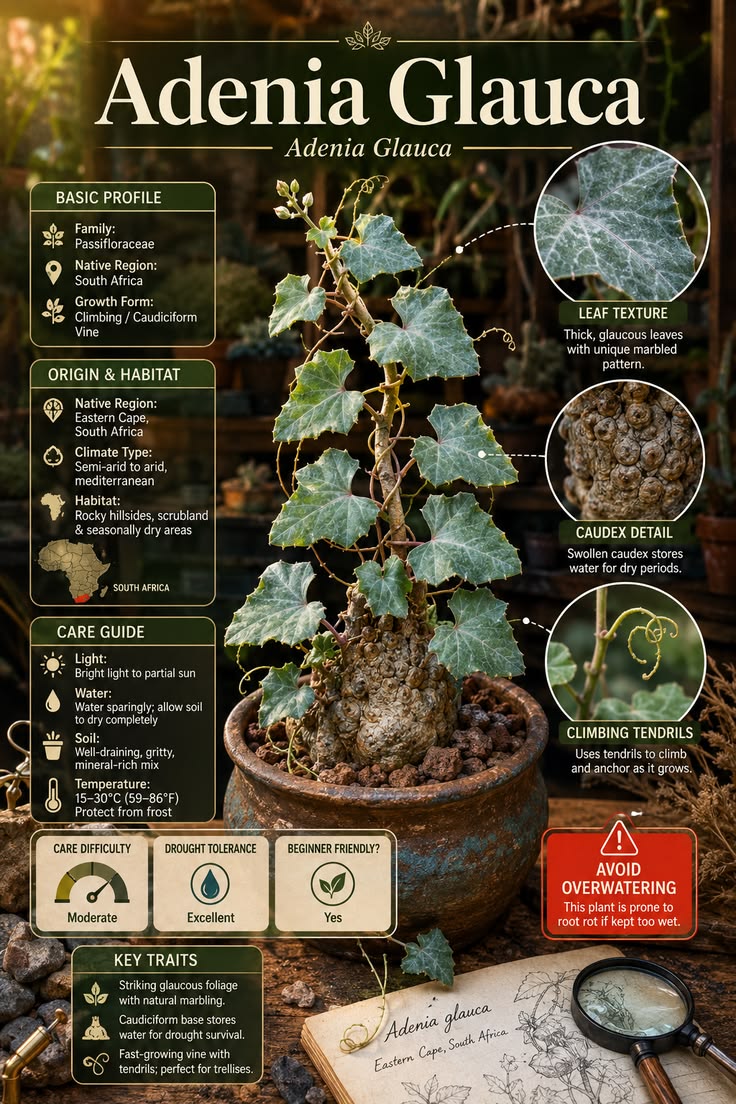 Adenia Glauca
Adenia Glauca
BASIC PROFILE
Family:
Passifloraceae
Native Region:
South Africa
Growth Form:
Climbing / Caudiciform
Vine
ORIGIN & HABITAT
Native Region:
Eastern Cape,
South Africa
Climate Type:
Semi-arid to arid,
mediterranean
Habitat:
Rocky hillsides, scrubland
& seasonally dry areas
SOUTH AFRICA
CARE GUIDE
Light:
Bright light to partial sun
Water:
Water sparingly; allow soil
to dry completely
Soil:
Well-draining, gritty,
mineral-rich mix
Temperature:
15–30°C (59–86°F)
Protect from frost
LEAF TEXTURE
Thick, glaucous leaves
with unique marbled
pattern.
CAUDEX DETAIL
Swollen caudex stores
water for dry periods.
CLIMBING TENDRILS
Uses tendrils to climb
and anchor as it grows.
CARE DIFFICULTY
Moderate
DROUGHT TOLERANCE
Excellent
BEGINNER FRIENDLY?
Yes
AVOID
OVERWATERING
This plant is prone to
root rot if kept too wet.
KEY TRAITS
Striking glaucous foliage
with natural marbling.
Caudiciform base stores
water for drought survival.
Fast-growing vine with
tendrils; perfect for trellises.
Adenia glauca
Eastern Cape, South Africa